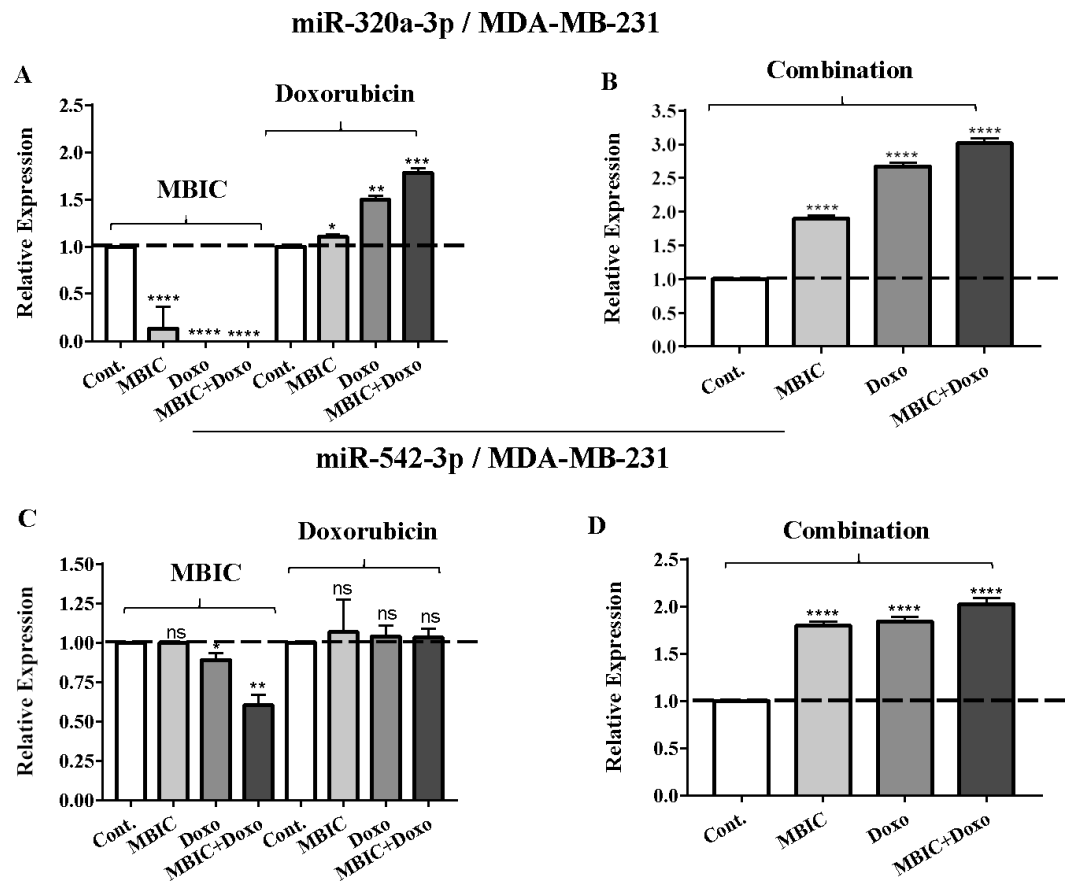 miR-320a-3p / MDA-MB-231
A
Doxorubicin
MBIC
Relative Expression
2.5
2.0
1.5
1.0
0.5
0.0
****
**** ****
*
**
***
Cont.
MBIC
Doxo
MBIC+Doxo
Cont.
MBIC
Doxo
MBIC+Doxo
B
Combination
Relative Expression
3.5
3.0
2.5
2.0
1.5
1.0
0.5
0.0
****
****
****
Cont.
MBIC
Doxo
MBIC+Doxo
miR-542-3p / MDA-MB-231
C
Doxorubicin
MBIC
Relative Expression
1.50
1.25
1.00
0.75
0.50
0.25
0.00
ns
*
**
ns
ns
ns
Cont.
MBIC
Doxo
MBIC+Doxo
Cont.
MBIC
Doxo
MBIC+Doxo
D
Combination
Relative Expression
2.5
2.0
1.5
1.0
0.5
0.0
****
****
****
Cont.
MBIC
Doxo
MBIC+Doxo